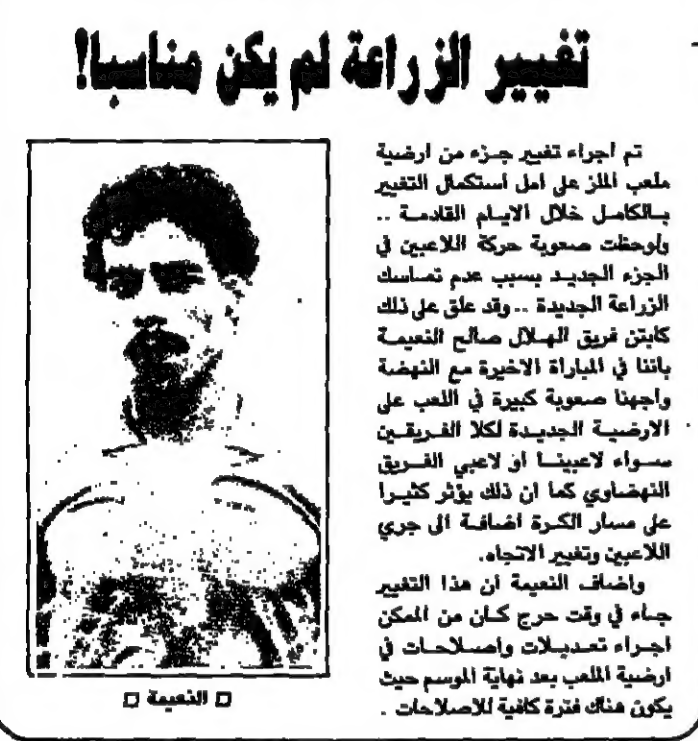 تغيير الزراعة لم يكن مناسبا!
تم اجراء تغيير جزء من ارضية
ملعب الملز على امل استكمال التغيير
بالكامل خلال الايام القادمة ..
ولوحظت صعوبة حركة اللاعبين في
الجزء الجديد بسبب عدم تماسك
الزراعة الجديدة .. وقد علق على ذلك
كابتن فريق الهلال صالح النعيمة
باننا في المباراة الاخيرة مع النهضة
واجهنا صعوبة كبيرة في اللعب على
الارضية الجديدة لكلا الفريقين
سواء لاعبينا او لاعبي الفريق
النهضاوي كما ان ذلك يؤثر كثيرا
على مسار الكرة اضافة الى جري
اللاعبين وتغيير الاتجاه.
واضاف النعيمة ان هذا التغيير
جاء في وقت حرج كان من الممكن
اجراء تعديلات واصلاحات في
ارضية الملعب بعد نهاية الموسم حيث
يكون هناك فترة كافية للاصلاحات .
□ النعيمة □